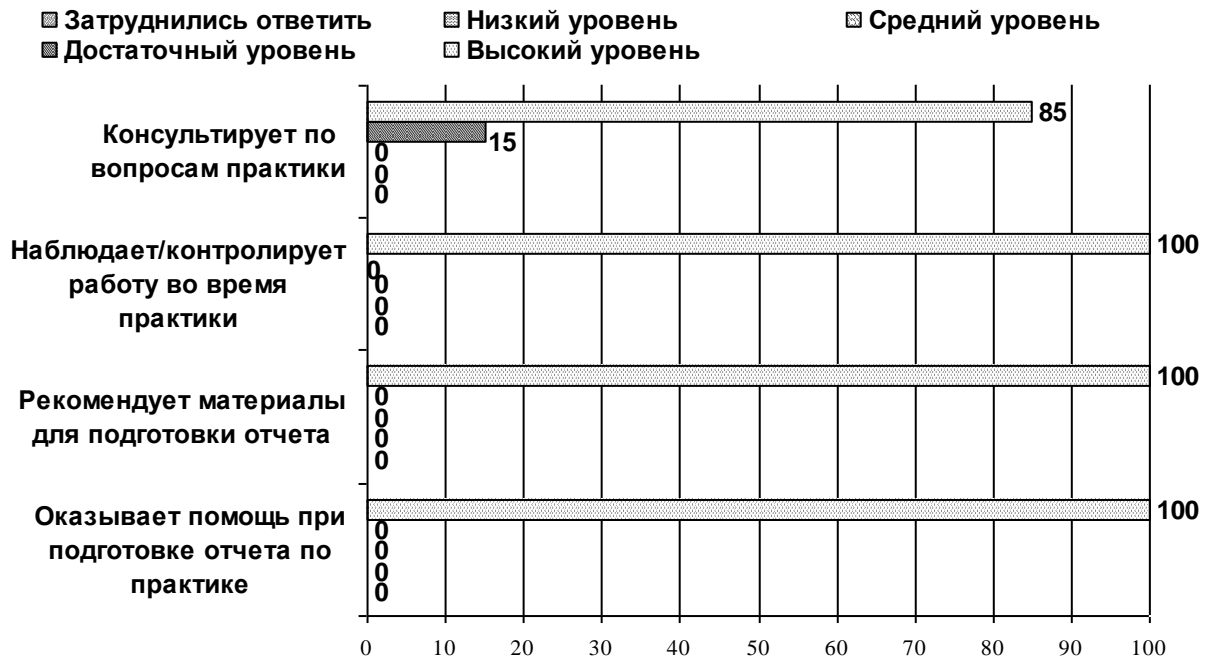 Затруднились ответить Низкий уровень Средний уровень
Достаточный уровень Высокий уровень
Консультирует по
вопросам практики
85
15
0
0
0
Наблюдает/контролирует
работу во время
практики
100
0
0
0
0
Рекомендует материалы
для подготовки отчета
100
0
0
0
0
Оказывает помощь при
подготовке отчета по
практике
100
0
0
0
0
0 10 20 30 40 50 60 70 80 90 100